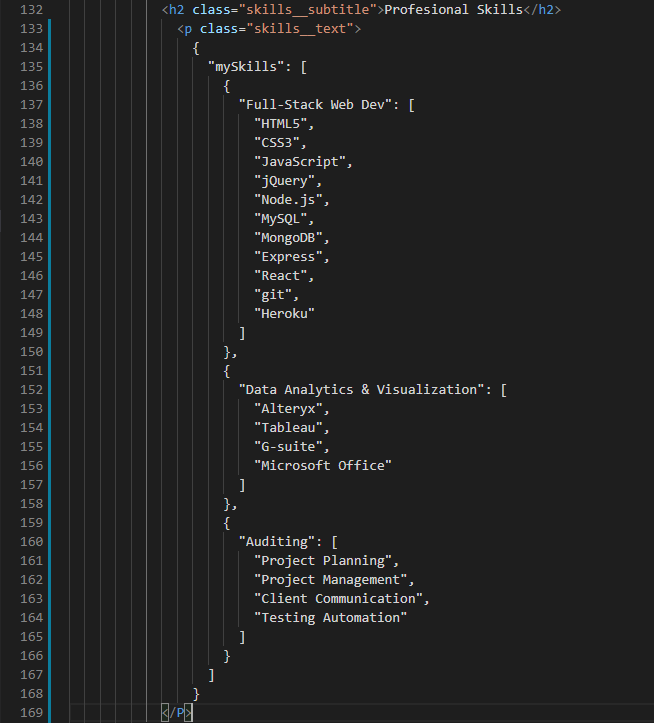 132 <h2 class="skills__subtitle">Profesional Skills</h2>
133 <p class="skills__text">
134 {
135 "mySkills": [
136 {
137 "Full-Stack Web Dev": [
138 "HTML5",
139 "CSS3",
140 "JavaScript",
141 "jQuery",
142 "Node.js",
143 "MySQL",
144 "MongoDB",
145 "Express",
146 "React",
147 "git",
148 "Heroku"
149 ]
150 },
151 {
152 "Data Analytics & Visualization": [
153 "Alteryx",
154 "Tableau",
155 "G-suite",
156 "Microsoft Office"
157 ]
158 },
159 {
160 "Auditing": [
161 "Project Planning",
162 "Project Management",
163 "Client Communication",
164 "Testing Automation"
165 ]
166 }
167 ]
168 }
169 </P>